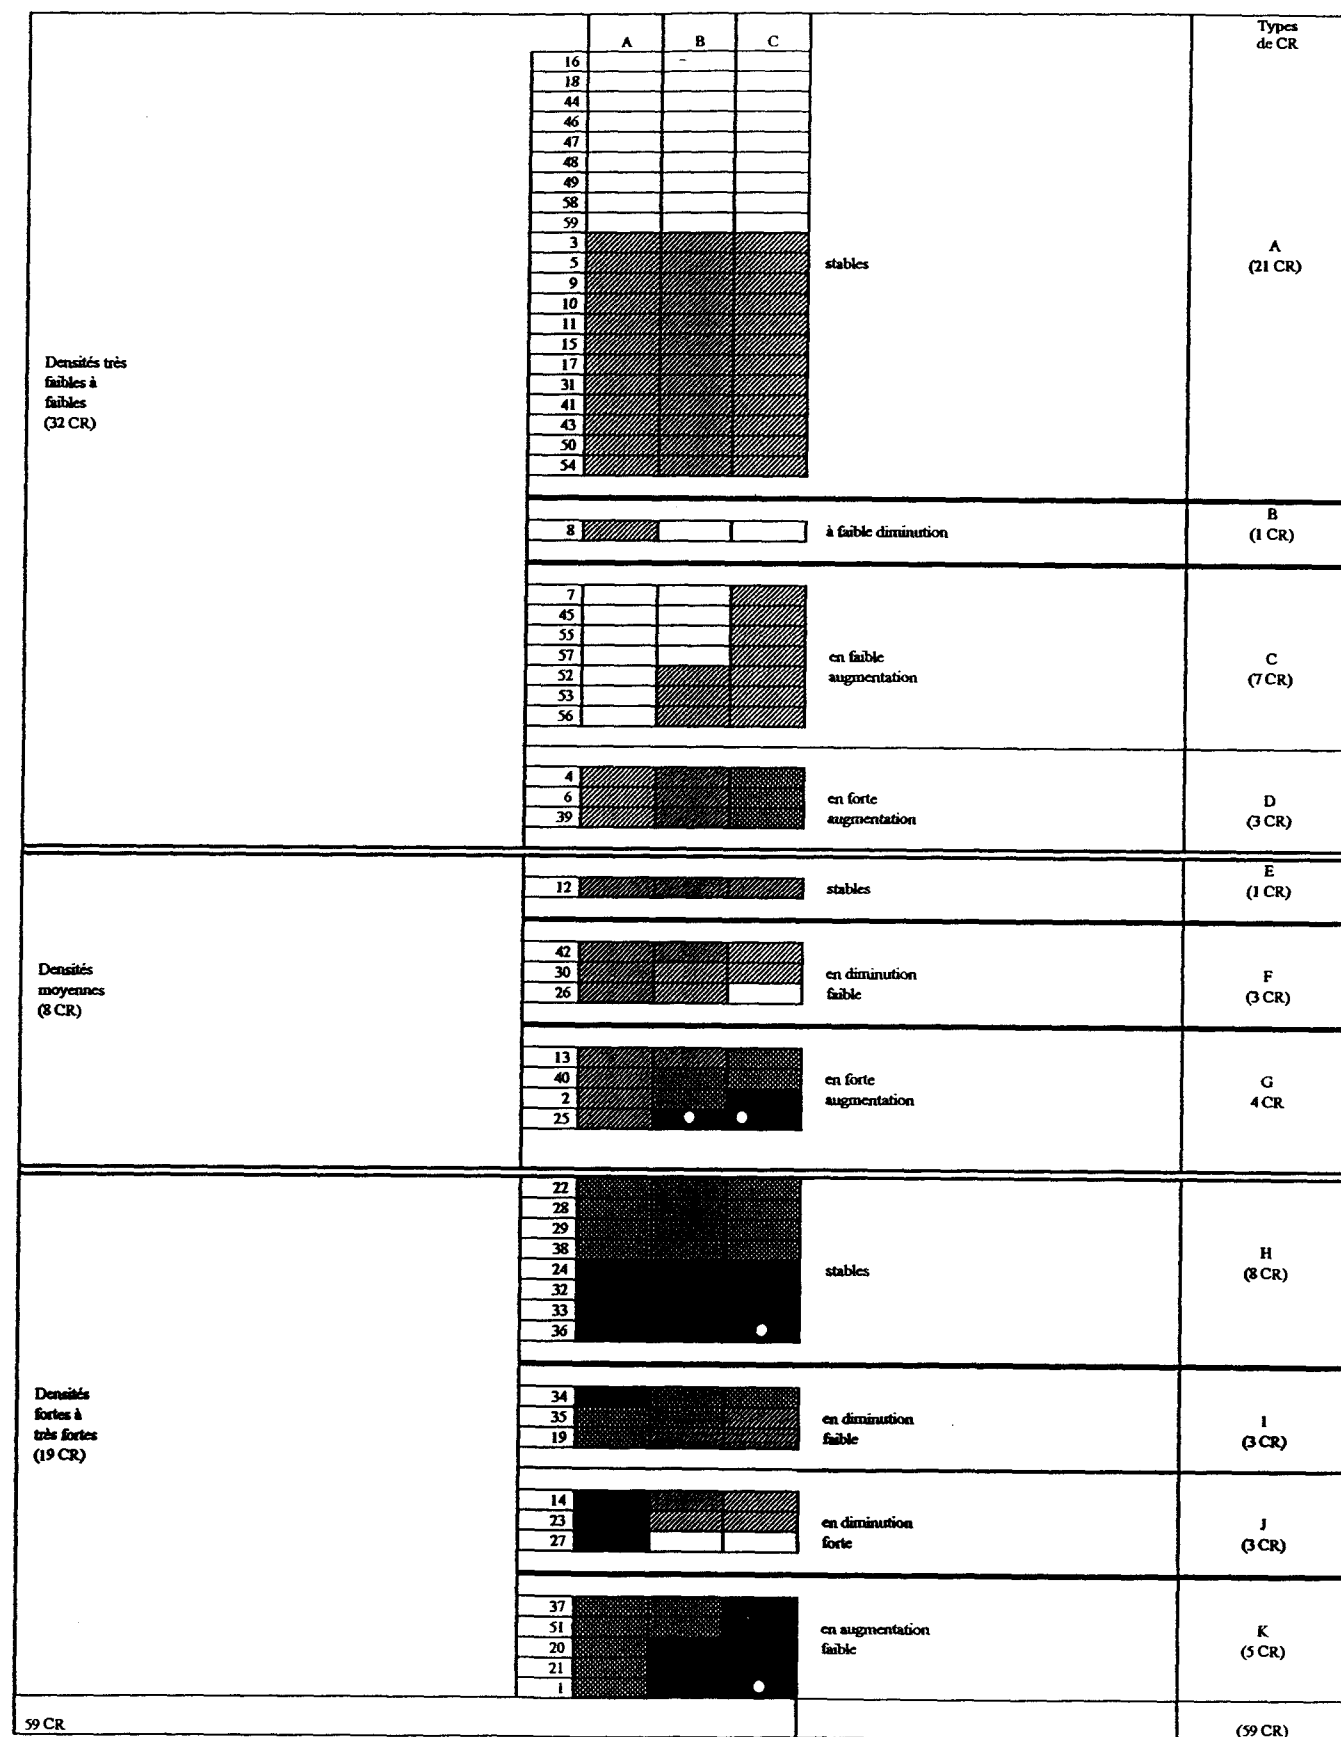 A B C
Types
de CR
16
18
44
46
47
48
49
58
59
3
5
9
10
11
15
17
31
41
43
50
54
stables
A
(21 CR)
Densités très
faibles à
faibles
(32 CR)
8
à faible diminution
B
(1 CR)
7
45
55
57
52
53
56
en faible
augmentation
C
(7 CR)
4
6
39
en forte
augmentation
D
(3 CR)
12
stables
E
(1 CR)
Densités
moyennes
(8 CR)
42
30
26
en diminution
faible
F
(3 CR)
13
40
2
25
en forte
augmentation
G
4 CR
22
28
29
38
24
32
33
36
stables
H
(8 CR)
Densités
fortes à
très fortes
(19 CR)
34
35
19
en diminution
faible
I
(3 CR)
14
23
27
en diminution
forte
J
(3 CR)
37
51
20
21
1
en augmentation
faible
K
(5 CR)
59 CR
(59 CR)